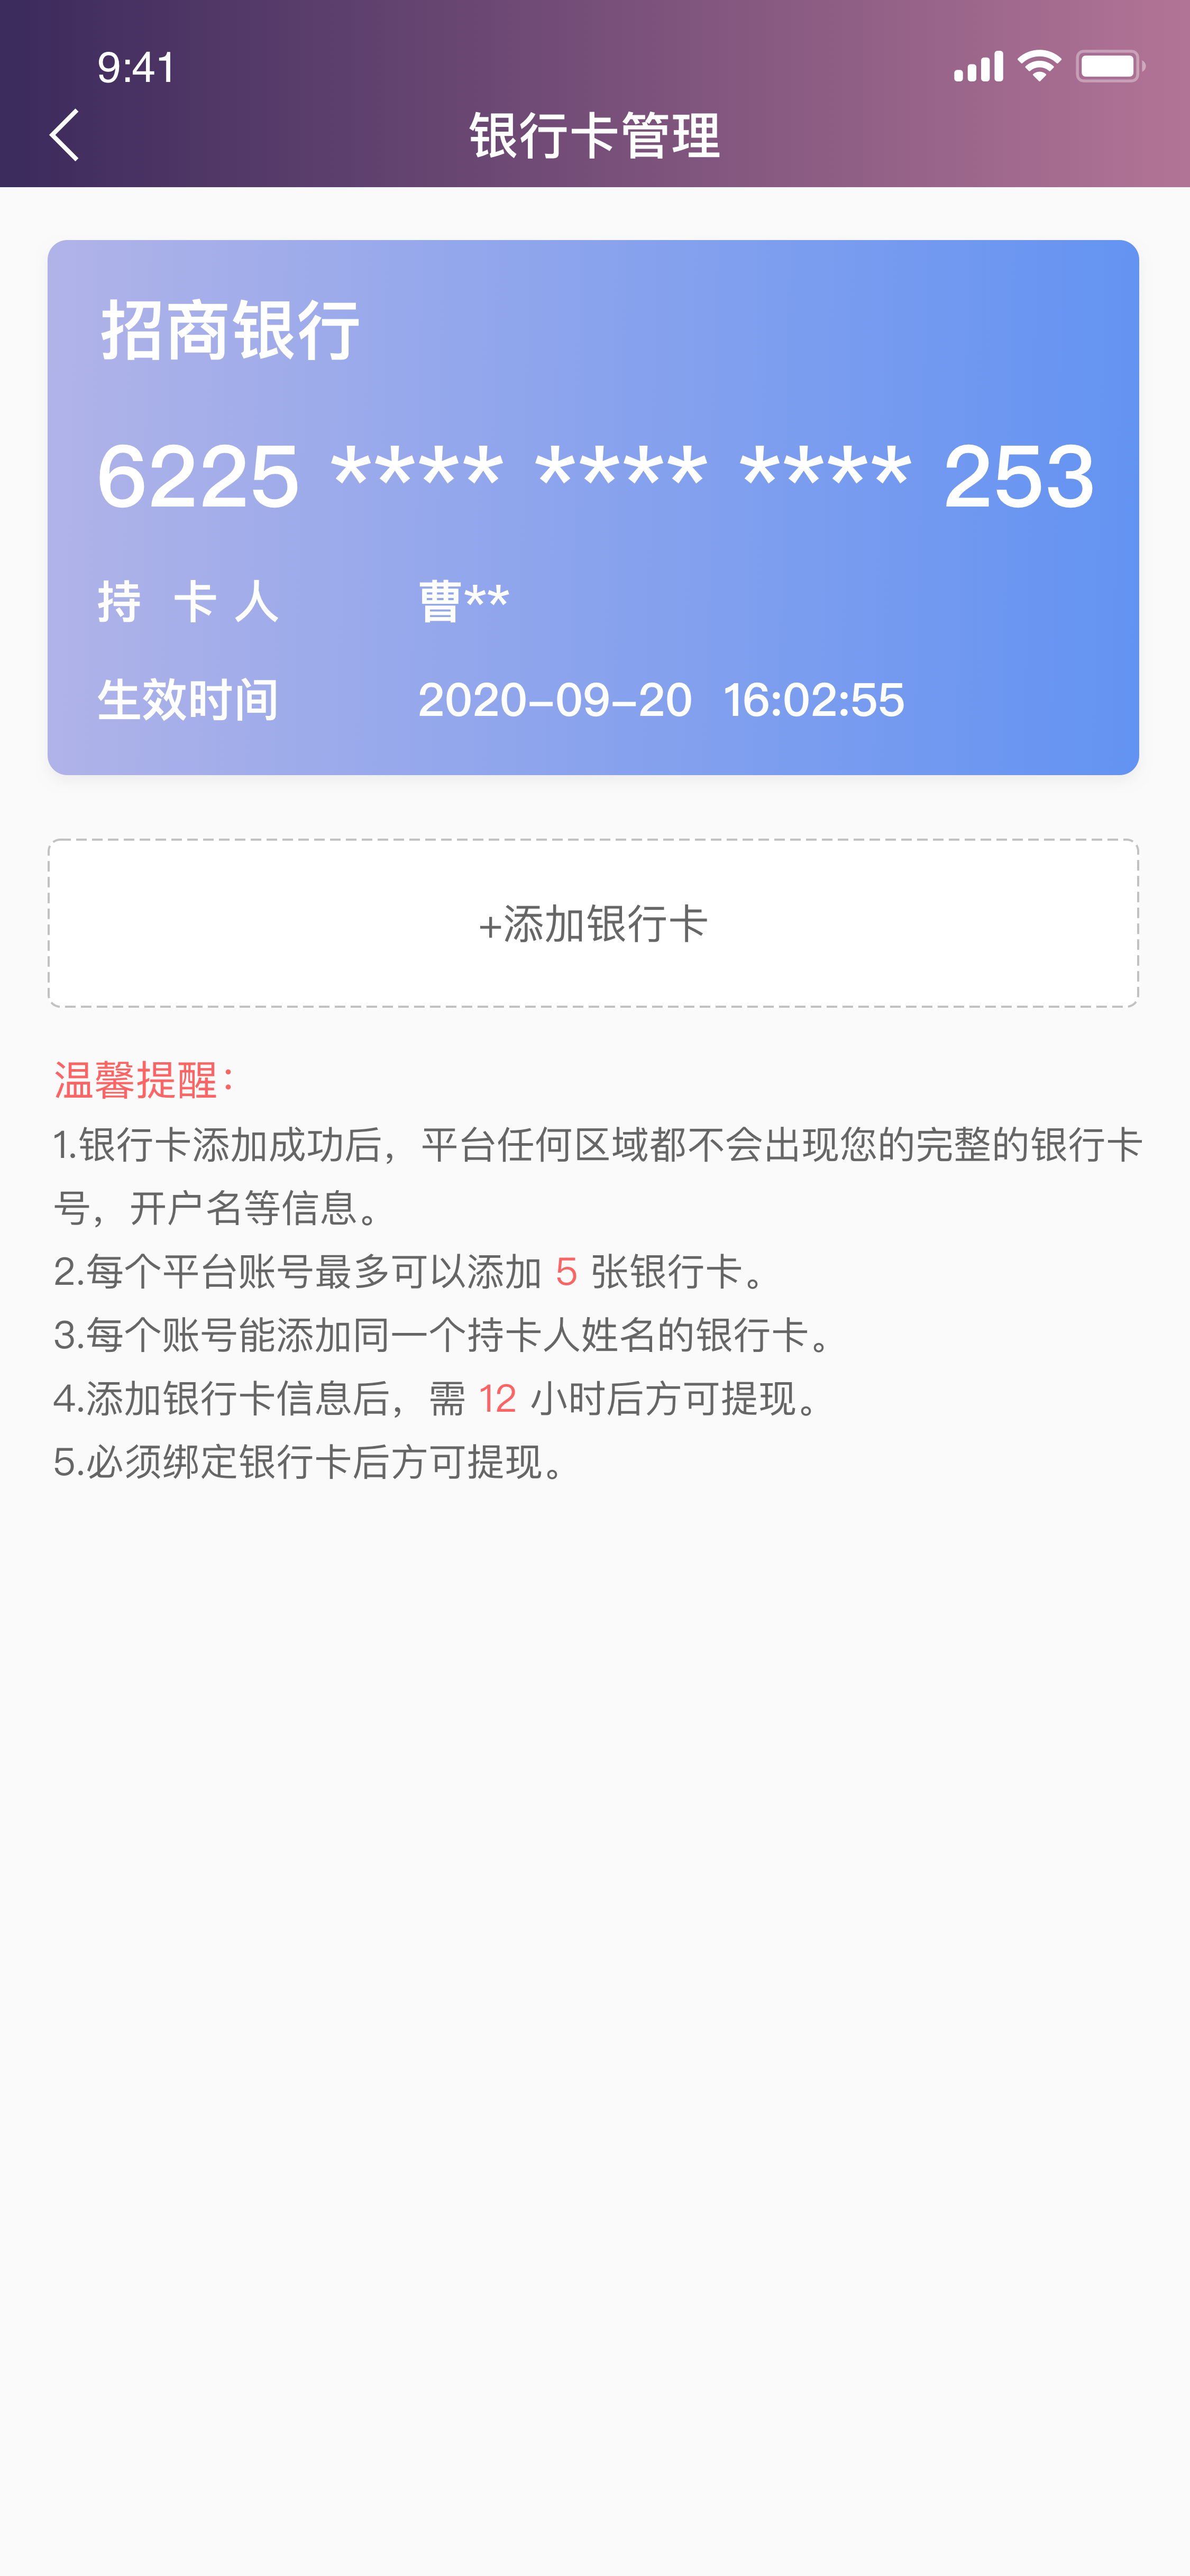 9:41
银行卡管理
招商银行
6225 **** **** **** 253
持 卡 人 曹**
生效时间 2020-09-20 16:02:55
+添加银行卡
温馨提醒：
1.银行卡添加成功后，平台任何区域都不会出现您的完整的银行卡
号，开户名等信息。
2.每个平台账号最多可以添加 5 张银行卡。
3.每个账号能添加同一个持卡人姓名的银行卡。
4.添加银行卡信息后，需 12 小时后方可提现。
5.必须绑定银行卡后方可提现。